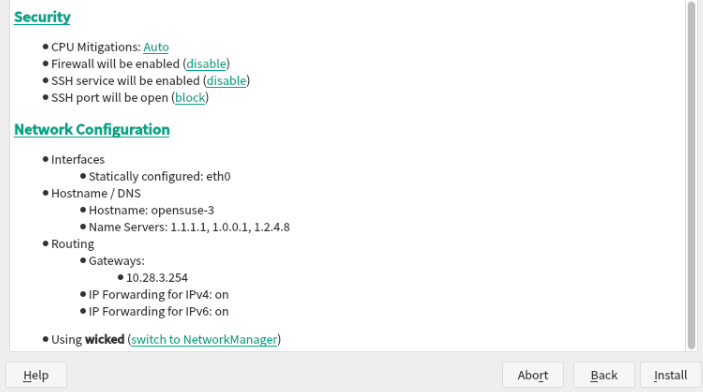 Security
● CPU Mitigations: Auto
● Firewall will be enabled (disable)
● SSH service will be enabled (disable)
● SSH port will be open (block)
Network Configuration
● Interfaces
● Statically configured: eth0
● Hostname / DNS
● Hostname: opensuse-3
● Name Servers: 1.1.1.1, 1.0.0.1, 1.2.4.8
● Routing
● Gateways:
● 10.28.3.254
● IP Forwarding for IPv4: on
● IP Forwarding for IPv6: on
● Using wicked (switch to NetworkManager)
Help Abort Back Install